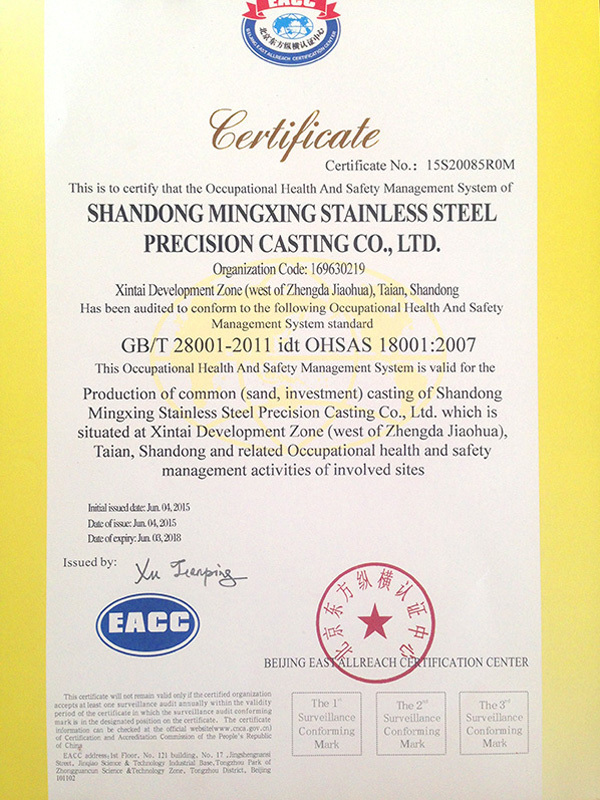 EACC
北京东方纵横认证中心
BEIJING EAST ALLREACH CERTIFICATION CENTER
Certificate
Certificate No.: 15S20085R0M
This is to certify that the Occupational Health And Safety Management System of
SHANDONG MINGXING STAINLESS STEEL
PRECISION CASTING CO., LTD.
Organization Code: 169630219
Xintai Development Zone (west of Zhengda Jiaohua), Taian, Shandong
Has been audited to conform to the following Occupational Health And Safety
Management System standard
GB/T 28001-2011 idt OHSAS 18001:2007
This Occupational Health And Safety Management System is valid for the
Production of common (sand, investment) casting of Shandong
Mingxing Stainless Steel Precision Casting Co., Ltd. which is
situated at Xintai Development Zone (west of Zhengda Jiaohua),
Taian, Shandong and related Occupational health and safety
management activities of involved sites
Initial issued date: Jun. 04, 2015
Date of issue: Jun. 04, 2015
Date of expiry: Jun. 03, 2018
Issued by: Xu Tianping
EACC
北京东方纵横认证中心
BEIJING EAST ALLREACH CERTIFICATION CENTER
This certificate will not remain valid only if the certified organization
accepts at least one surveillance audit annually within the validity
period of the certificate in which the surveillance audit conforming
mark is in the designated position on the certificate. The certificate
information can be checked at the official website(www.cnca.gov.cn)
of Certification and Accreditation Commission of the People's Republic
of China
EACC address:1st Floor, No. 121 building, No. 17 ,Jingshengnansi
Street, Jinqiao Science & Technology Industrial Base,Tongzhou Park of
Zhongguancun Science &Technology Zone, Tongzhou District, Beijing
101102
The 1st
Surveillance
Conforming
Mark
The 2nd
Surveillance
Conforming
Mark
The 3rd
Surveillance
Conforming
Mark